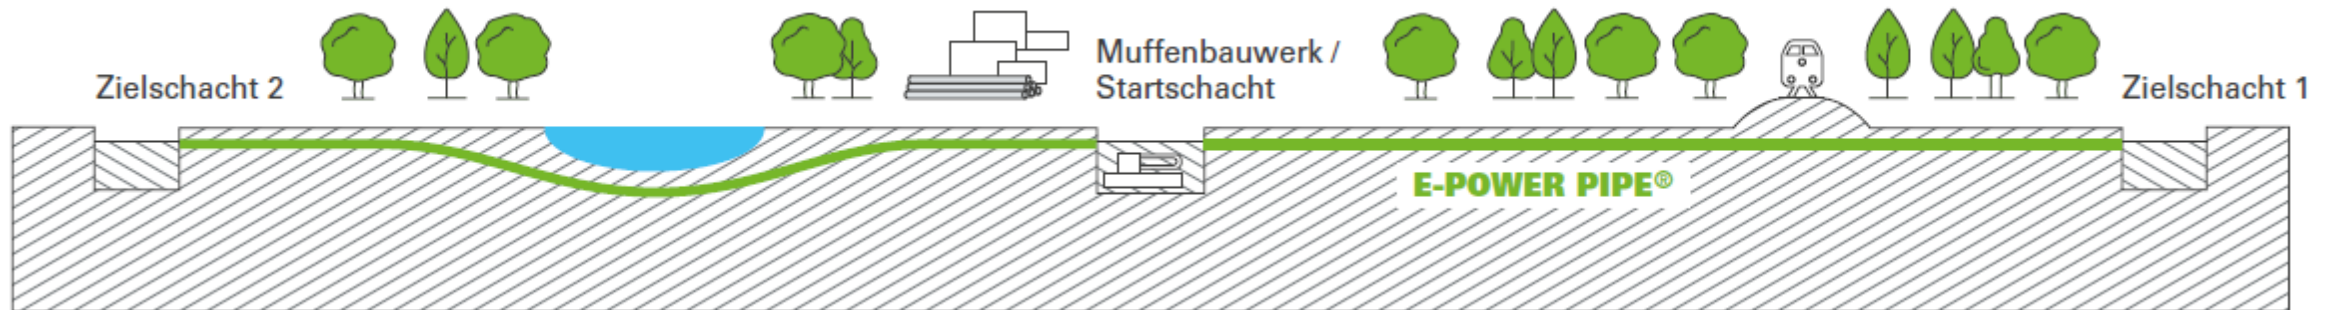 Zielschacht 2
Muffenbauwerk /
Startschacht
Zielschacht 1
E-POWER PIPE®